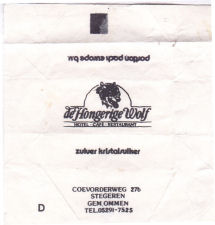 portion pack europe bv
de Hongerige Wolf
HOTEL - CAFE - RESTAURANT
zuiver kristalsuiker
COEVORDERWEG 27b
STEGEREN
GEM. OMMEN
TEL. 05291-7525
D